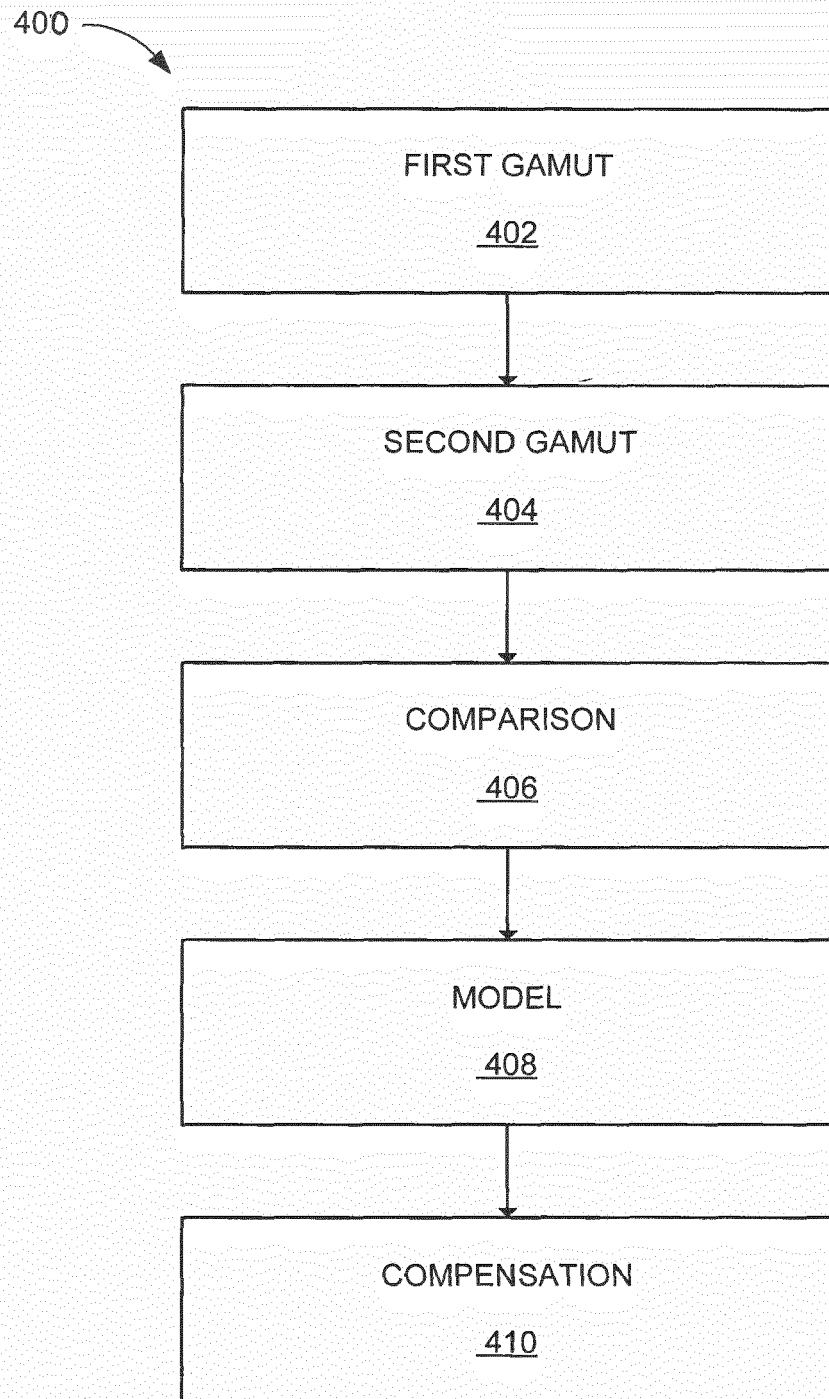 400
FIRST GAMUT
402
SECOND GAMUT
404
COMPARISON
406
MODEL
408
COMPENSATION
410